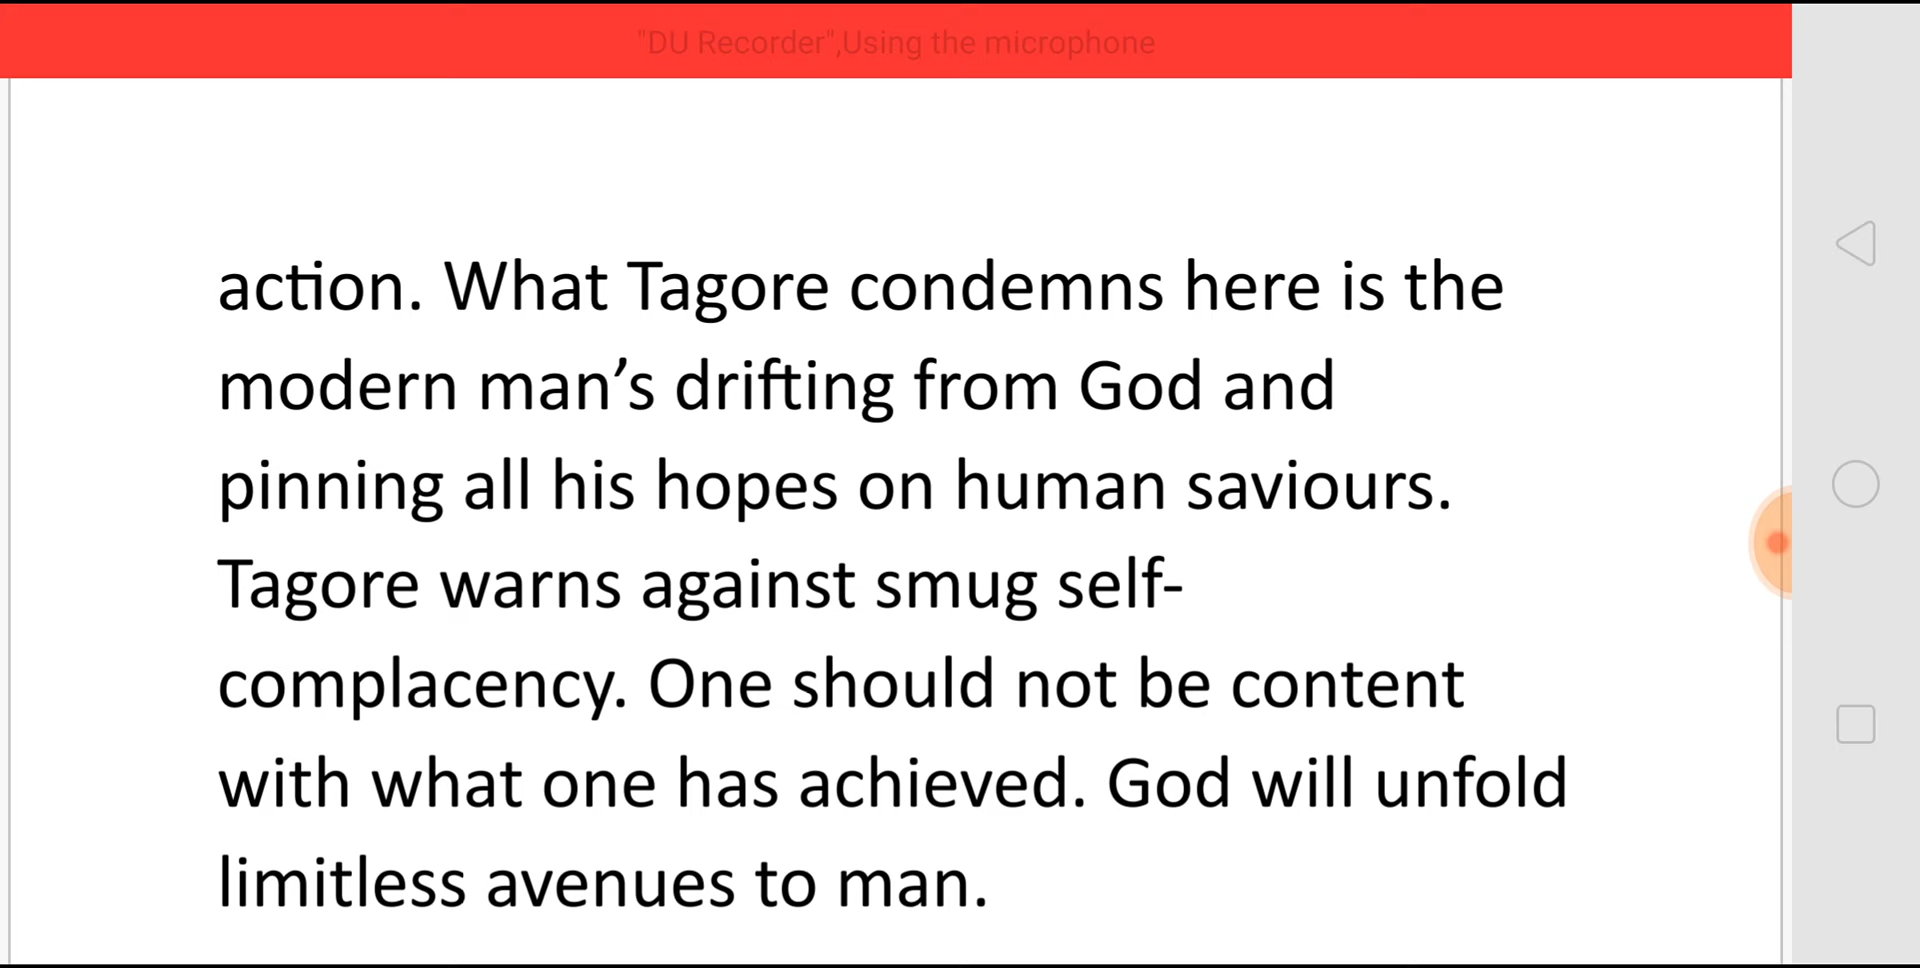 "DU Recorder",Using the microphone
action. What Tagore condemns here is the
modern man’s drifting from God and
pinning all his hopes on human saviours.
Tagore warns against smug self-
complacency. One should not be content
with what one has achieved. God will unfold
limitless avenues to man.